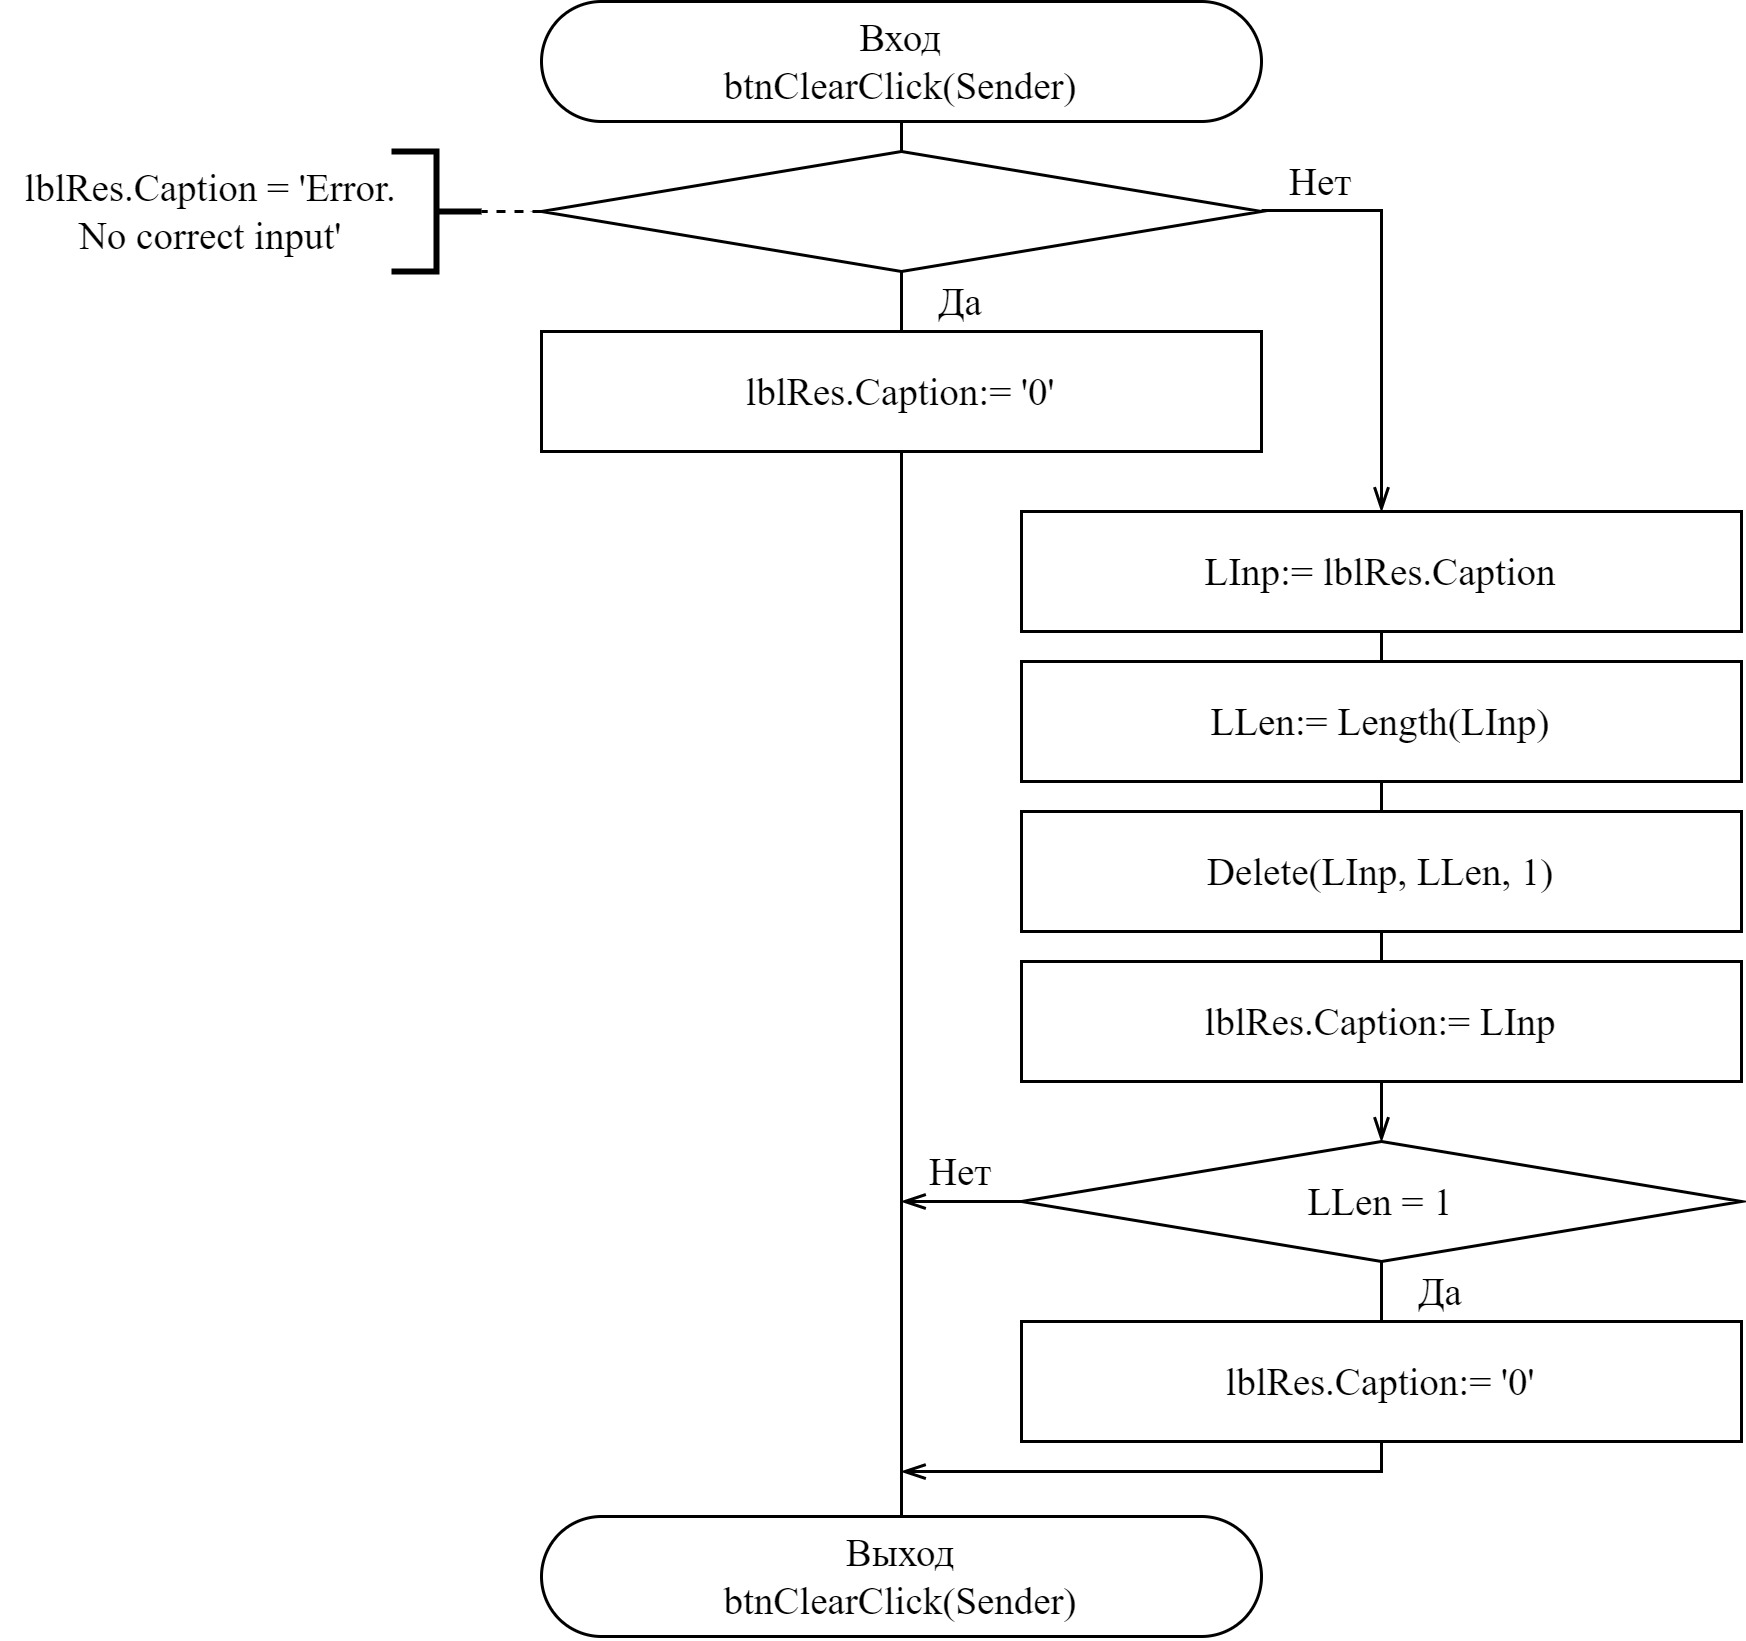 Вход
btnClearClick(Sender)
lblRes.Caption = 'Error.
No correct input'
Нет
Да
lblRes.Caption:= '0'
LInp:= lblRes.Caption
LLen:= Length(LInp)
Delete(LInp, LLen, 1)
lblRes.Caption:= LInp
Нет
LLen = 1
Да
lblRes.Caption:= '0'
Выход
btnClearClick(Sender)